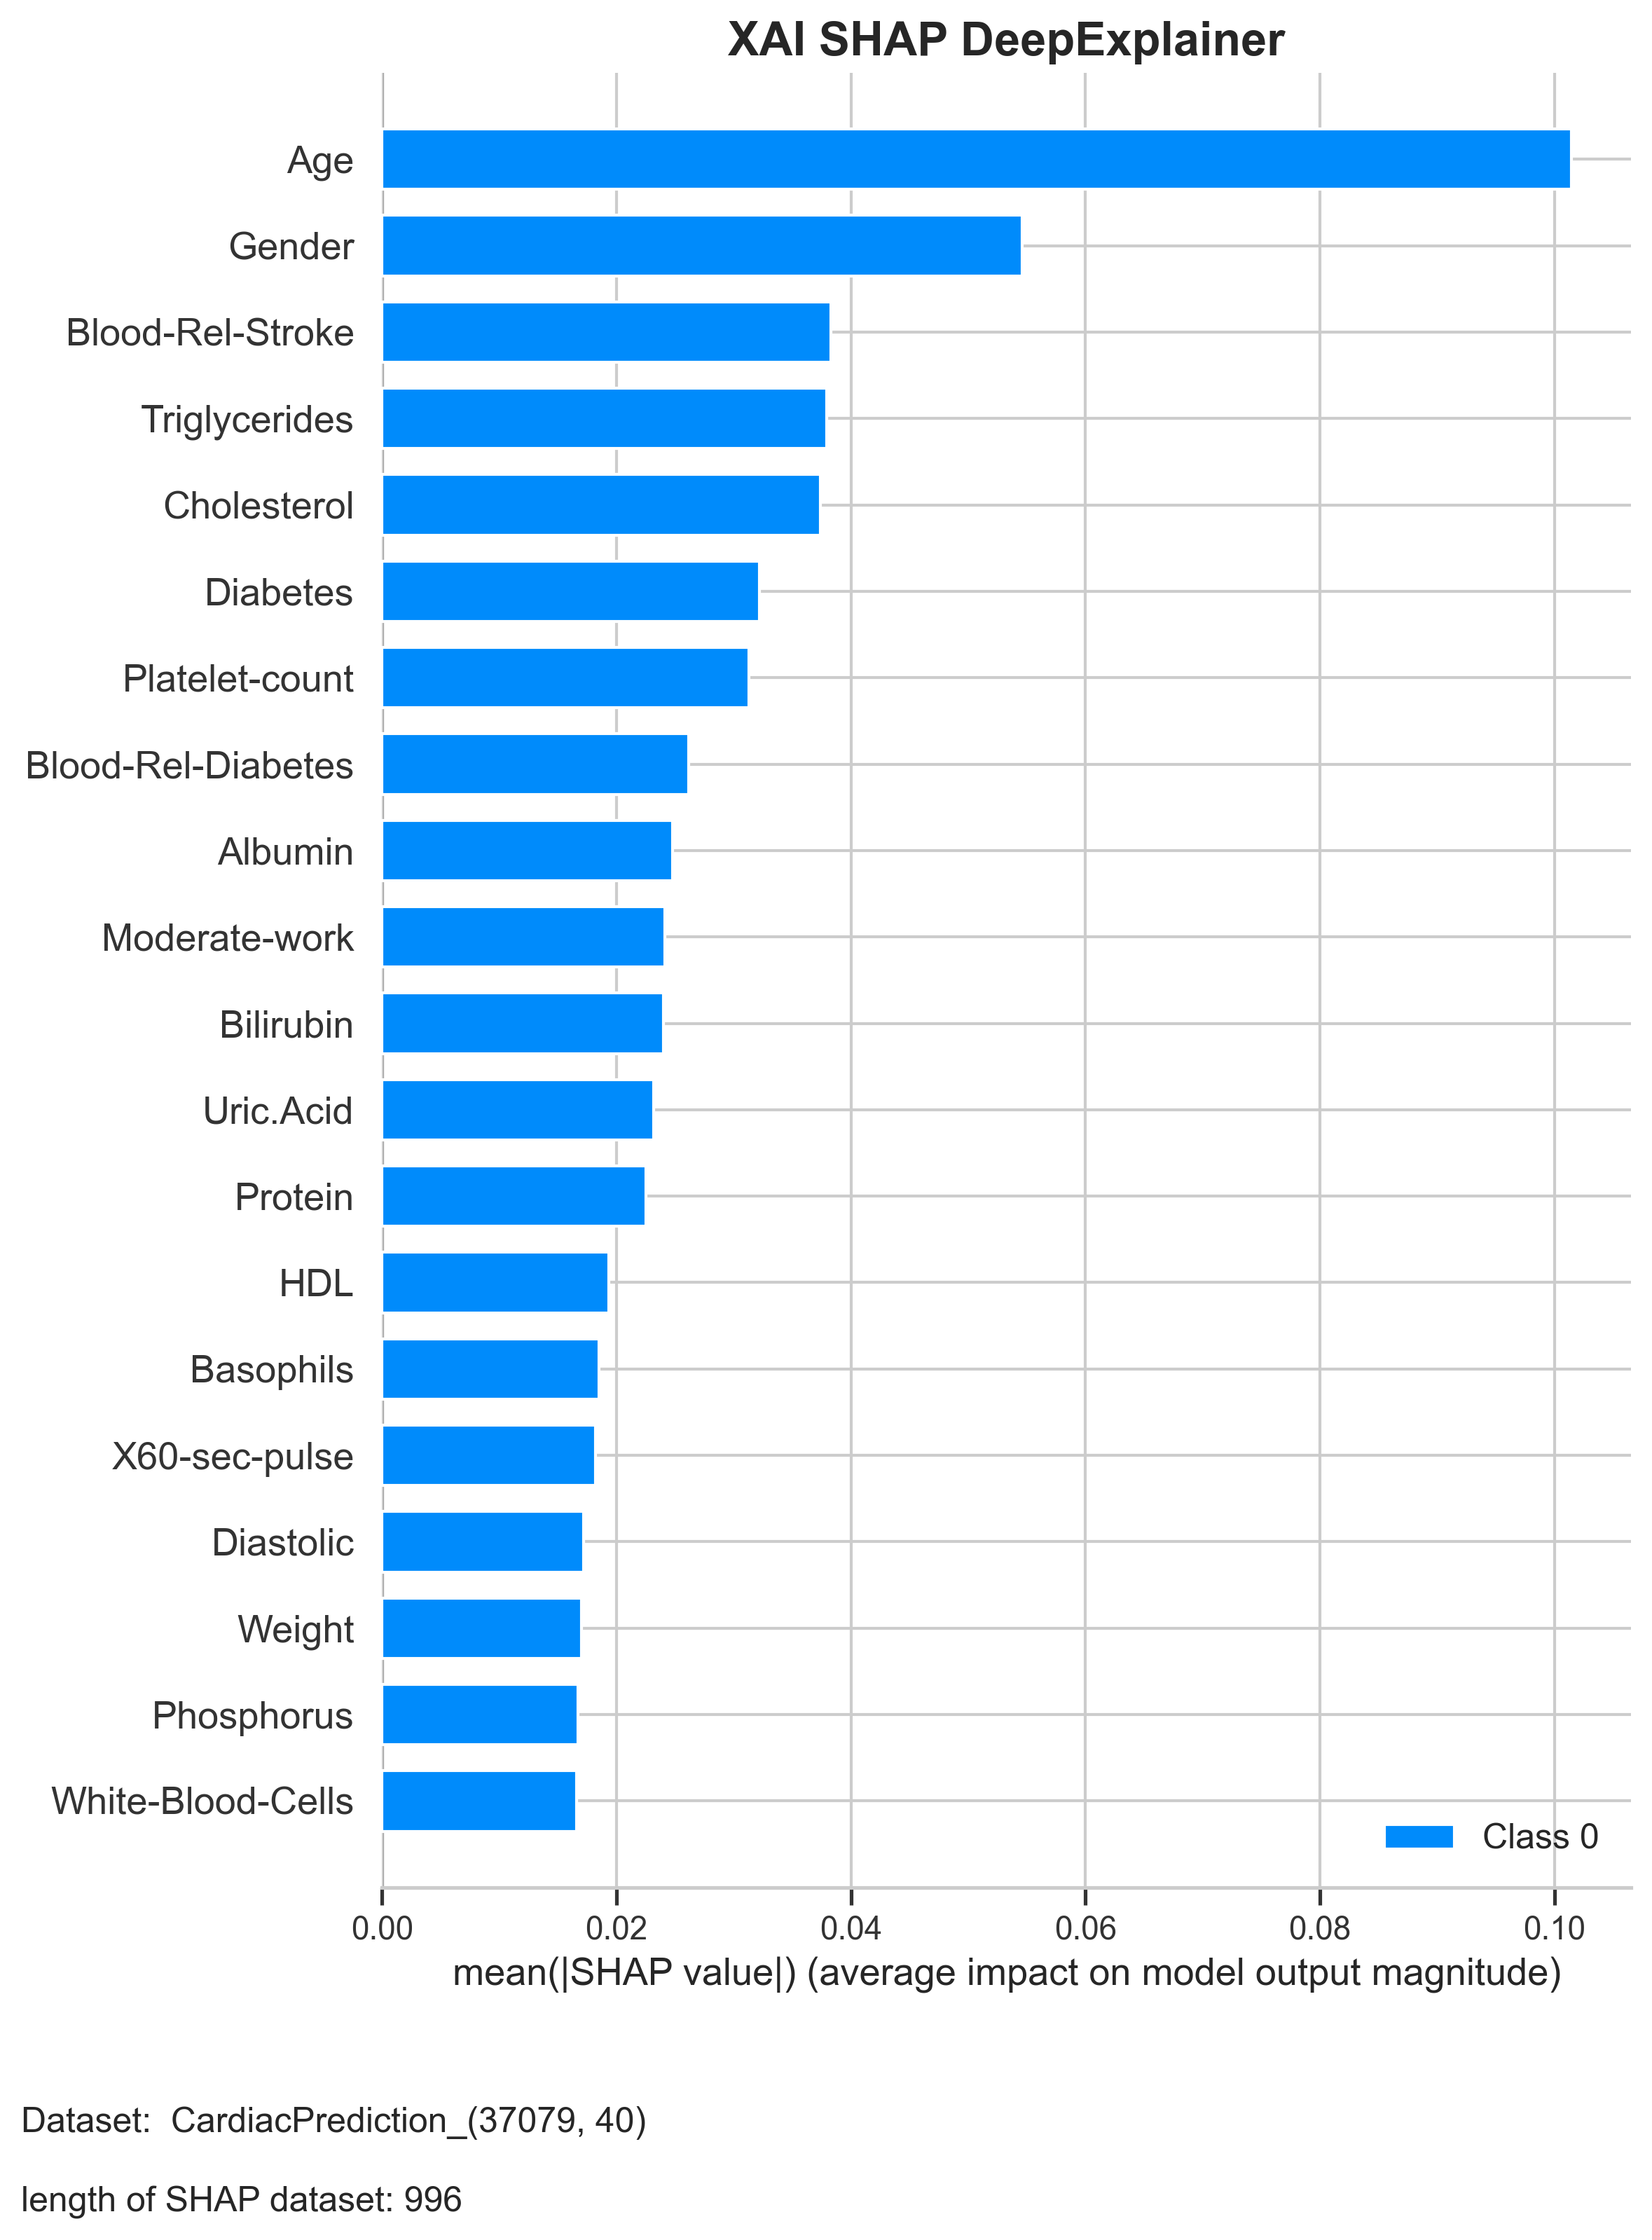 XAI SHAP DeepExplainer
Age
Gender
Blood-Rel-Stroke
Triglycerides
Cholesterol
Diabetes
Platelet-count
Blood-Rel-Diabetes
Albumin
Moderate-work
Bilirubin
Uric.Acid
Protein
HDL
Basophils
X60-sec-pulse
Diastolic
Weight
Phosphorus
White-Blood-Cells
Class 0
0.00 0.02 0.04 0.06 0.08 0.10
mean(|SHAP value|) (average impact on model output magnitude)
Dataset:  CardiacPrediction_(37079, 40)
length of SHAP dataset: 996